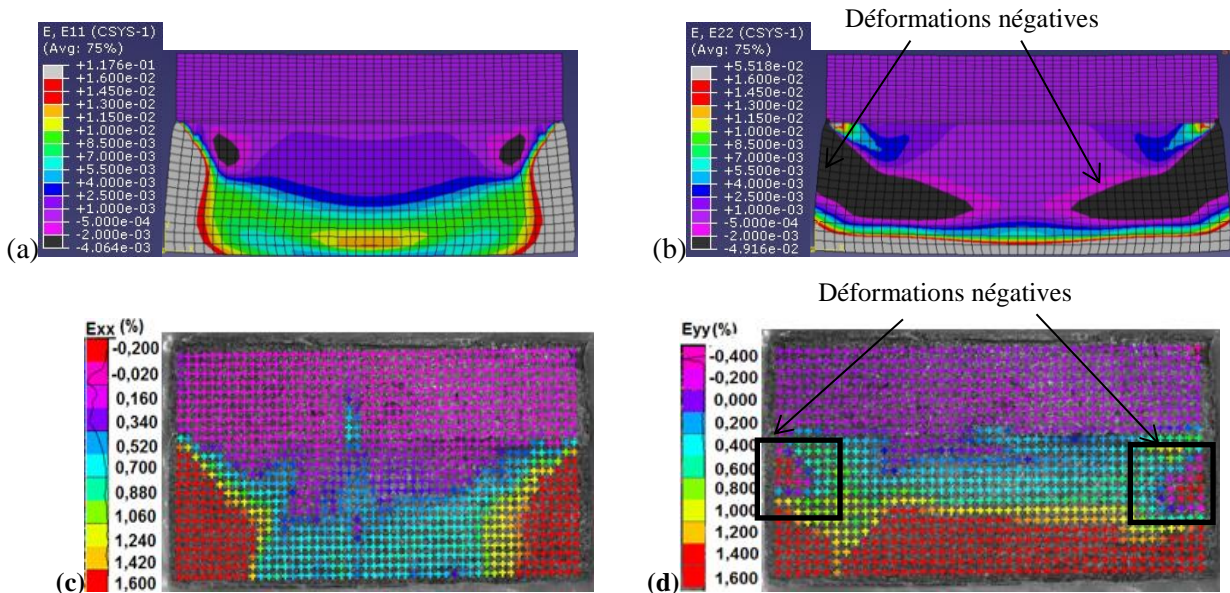 Déformations négatives
E, E11 (CSYS-1)
(Avg: 75%)
+1.176e-01
+1.600e-02
+1.450e-02
+1.300e-02
+1.150e-02
+1.000e-02
+8.500e-03
+7.000e-03
+5.500e-03
+4.000e-03
+2.500e-03
+1.000e-03
-5.000e-04
-2.000e-03
-4.064e-03
(a)
E, E22 (CSYS-1)
(Avg: 75%)
+5.518e-02
+1.600e-02
+1.450e-02
+1.300e-02
+1.150e-02
+1.000e-02
+8.500e-03
+7.000e-03
+5.500e-03
+4.000e-03
+2.500e-03
+1.000e-03
-5.000e-04
-2.000e-03
-4.916e-02
(b)
Déformations négatives
Exx (%)
-0,200
-0,020
0,160
0,340
0,520
0,700
0,880
1,060
1,240
1,420
1,600
(c)
Eyy (%)
-0,400
-0,200
0,000
0,200
0,400
0,600
0,800
1,000
1,200
1,400
1,600
(d)